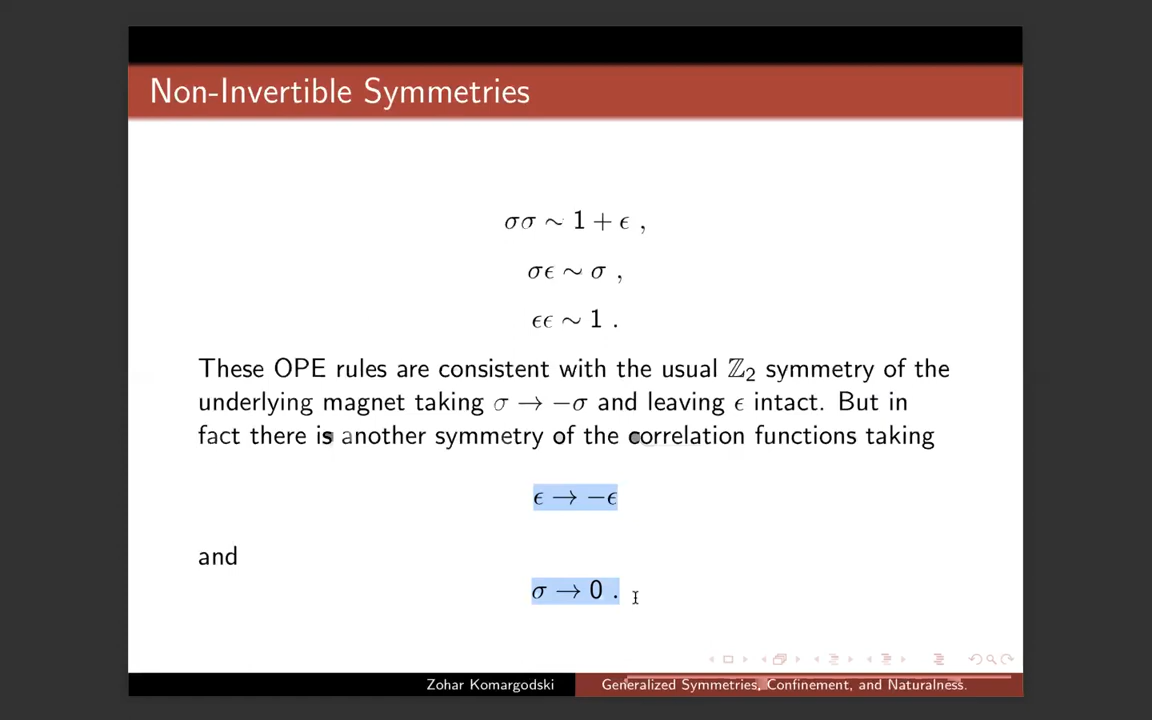 Non-Invertible Symmetries
σσ ∼ 1 + ϵ ,
σϵ ∼ σ ,
ϵϵ ∼ 1 .
These OPE rules are consistent with the usual ℤ₂ symmetry of the
underlying magnet taking σ → −σ and leaving ϵ intact. But in
fact there is another symmetry of the correlation functions taking
ϵ → −ϵ
and
σ → 0 .
Zohar Komargodski Generalized Symmetries, Confinement, and Naturalness.